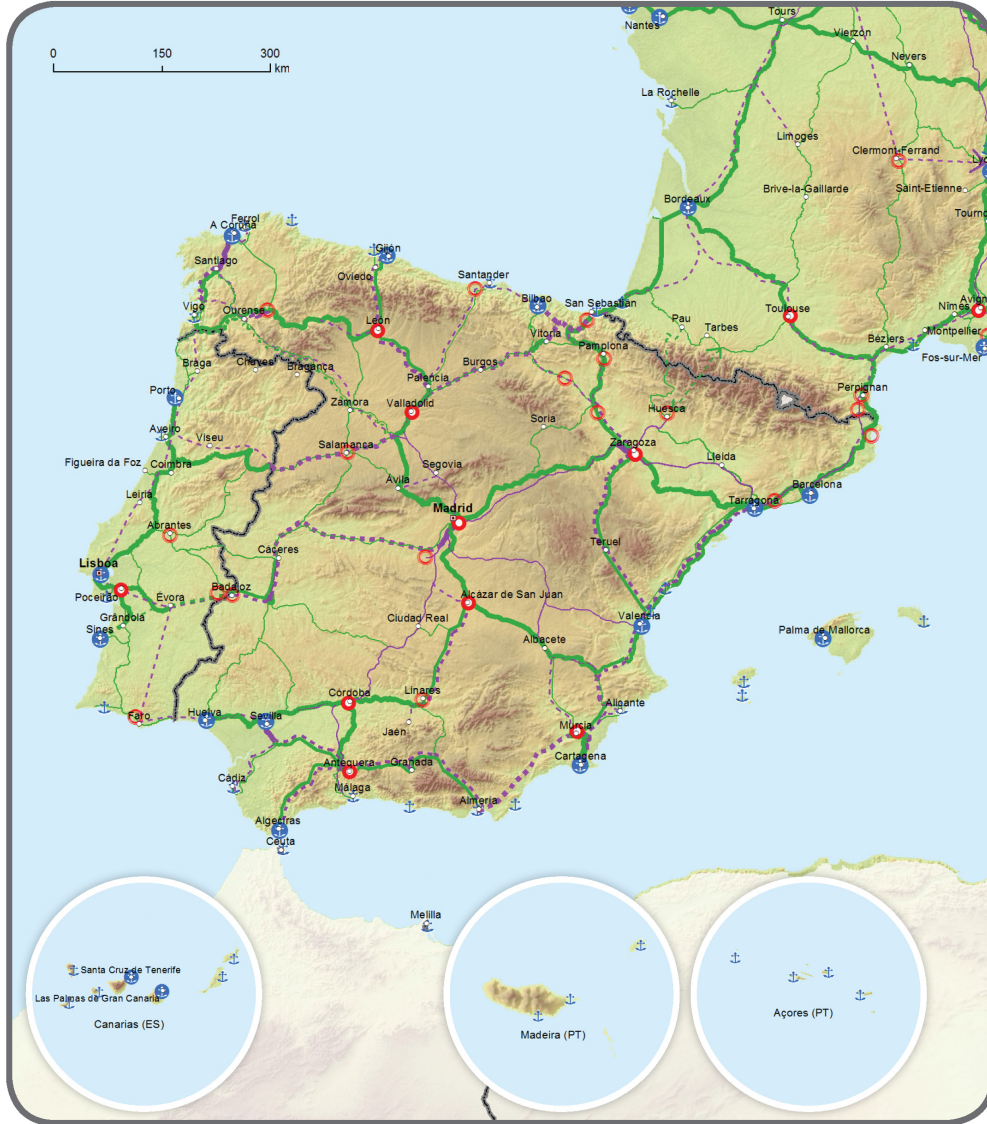 Tours
Nantes
Vierzon
Nevers
0 150 300
km
La Rochelle
Limoges
Clermont-Ferrand
Lyo
Brive-la-Gaillarde
Saint-Etienne
Bordeaux
Tourno
Ferrol
A Coruña
Gijón
Santiago
Oviedo
Santander
Bilbao
San Sebastian
Vigo
Ourense
León
Vitoria
Toulouse
Nîmes
Avign
Pau
Tarbes
Montpellier
Béziers
Fos-sur-Mer
Pamplona
Braga
Chaves
Bragança
Burgos
Palencia
Perpignan
Porto
Zamora
Valladolid
Soria
Huesca
Aveiro
Viseu
Salamanca
Zaragoza
Lleida
Figueira da Foz
Coimbra
Segovia
Ávila
Barcelona
Leiria
Tarragona
Madrid
Abrantes
Teruel
Cáceres
Lisboa
Badajoz
Poceirão
Évora
Alcázar de San Juan
Grândola
Sines
Ciudad Real
Valencia
Palma de Mallorca
Albacete
Córdoba
Linares
Alicante
Faro
Huelva
Sevilla
Jaén
Murcia
Antequera
Granada
Cartagena
Cádiz
Málaga
Almería
Algeciras
Ceuta
Melilla
Santa Cruz de Tenerife
Las Palmas de Gran Canaria
Canarias (ES)
Madeira (PT)
Açores (PT)